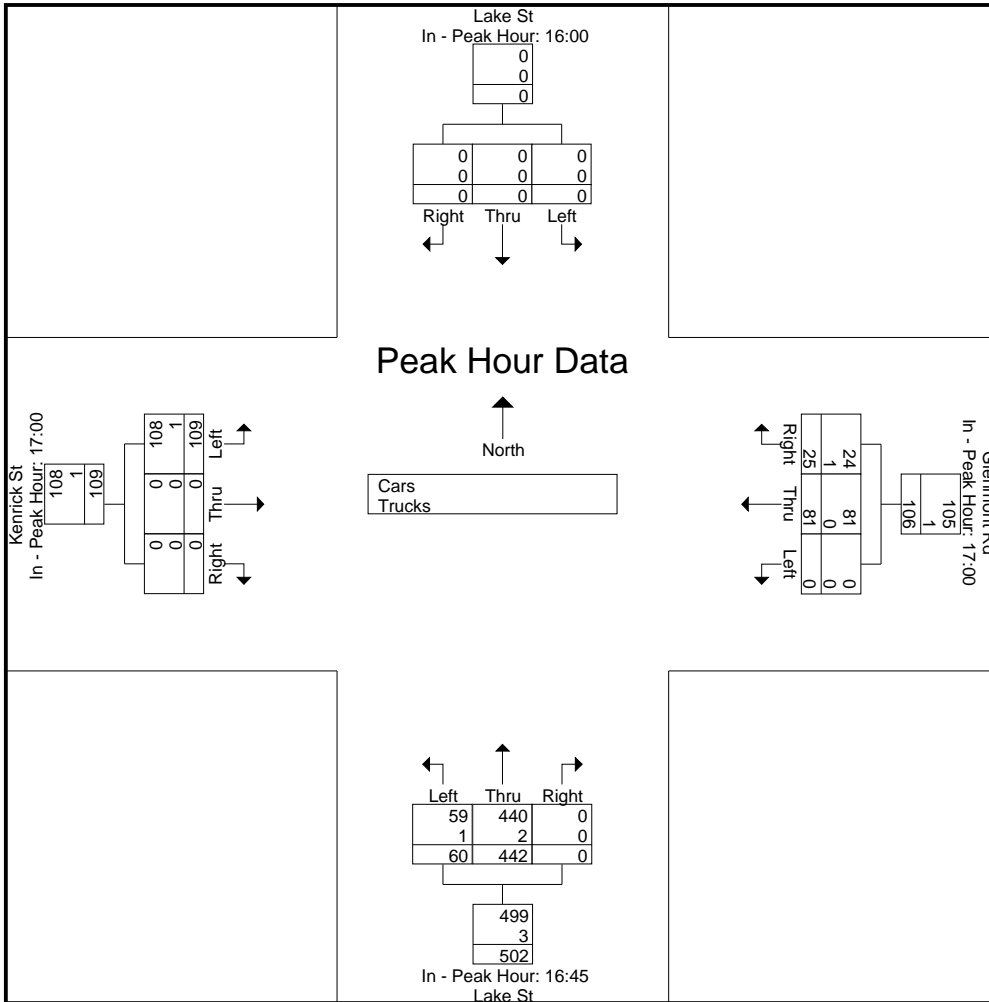 Lake St
In - Peak Hour: 16:00
0
0
0
0 0 0
0 0 0
0 0 0
Right Thru Left
Peak Hour Data
North
Cars
Trucks
Kenrick St
In - Peak Hour: 17:00
108
1
109
108 0 0
1 0 0
109 0 0
Left Thru Right
Right Thru Left
25 81 0
1 0 0
24 81 0
106
1
105
In - Peak Hour: 17:00
Left Thru Right
59 440 0
1 2 0
60 442 0
499
3
502
In - Peak Hour: 16:45
Lake St